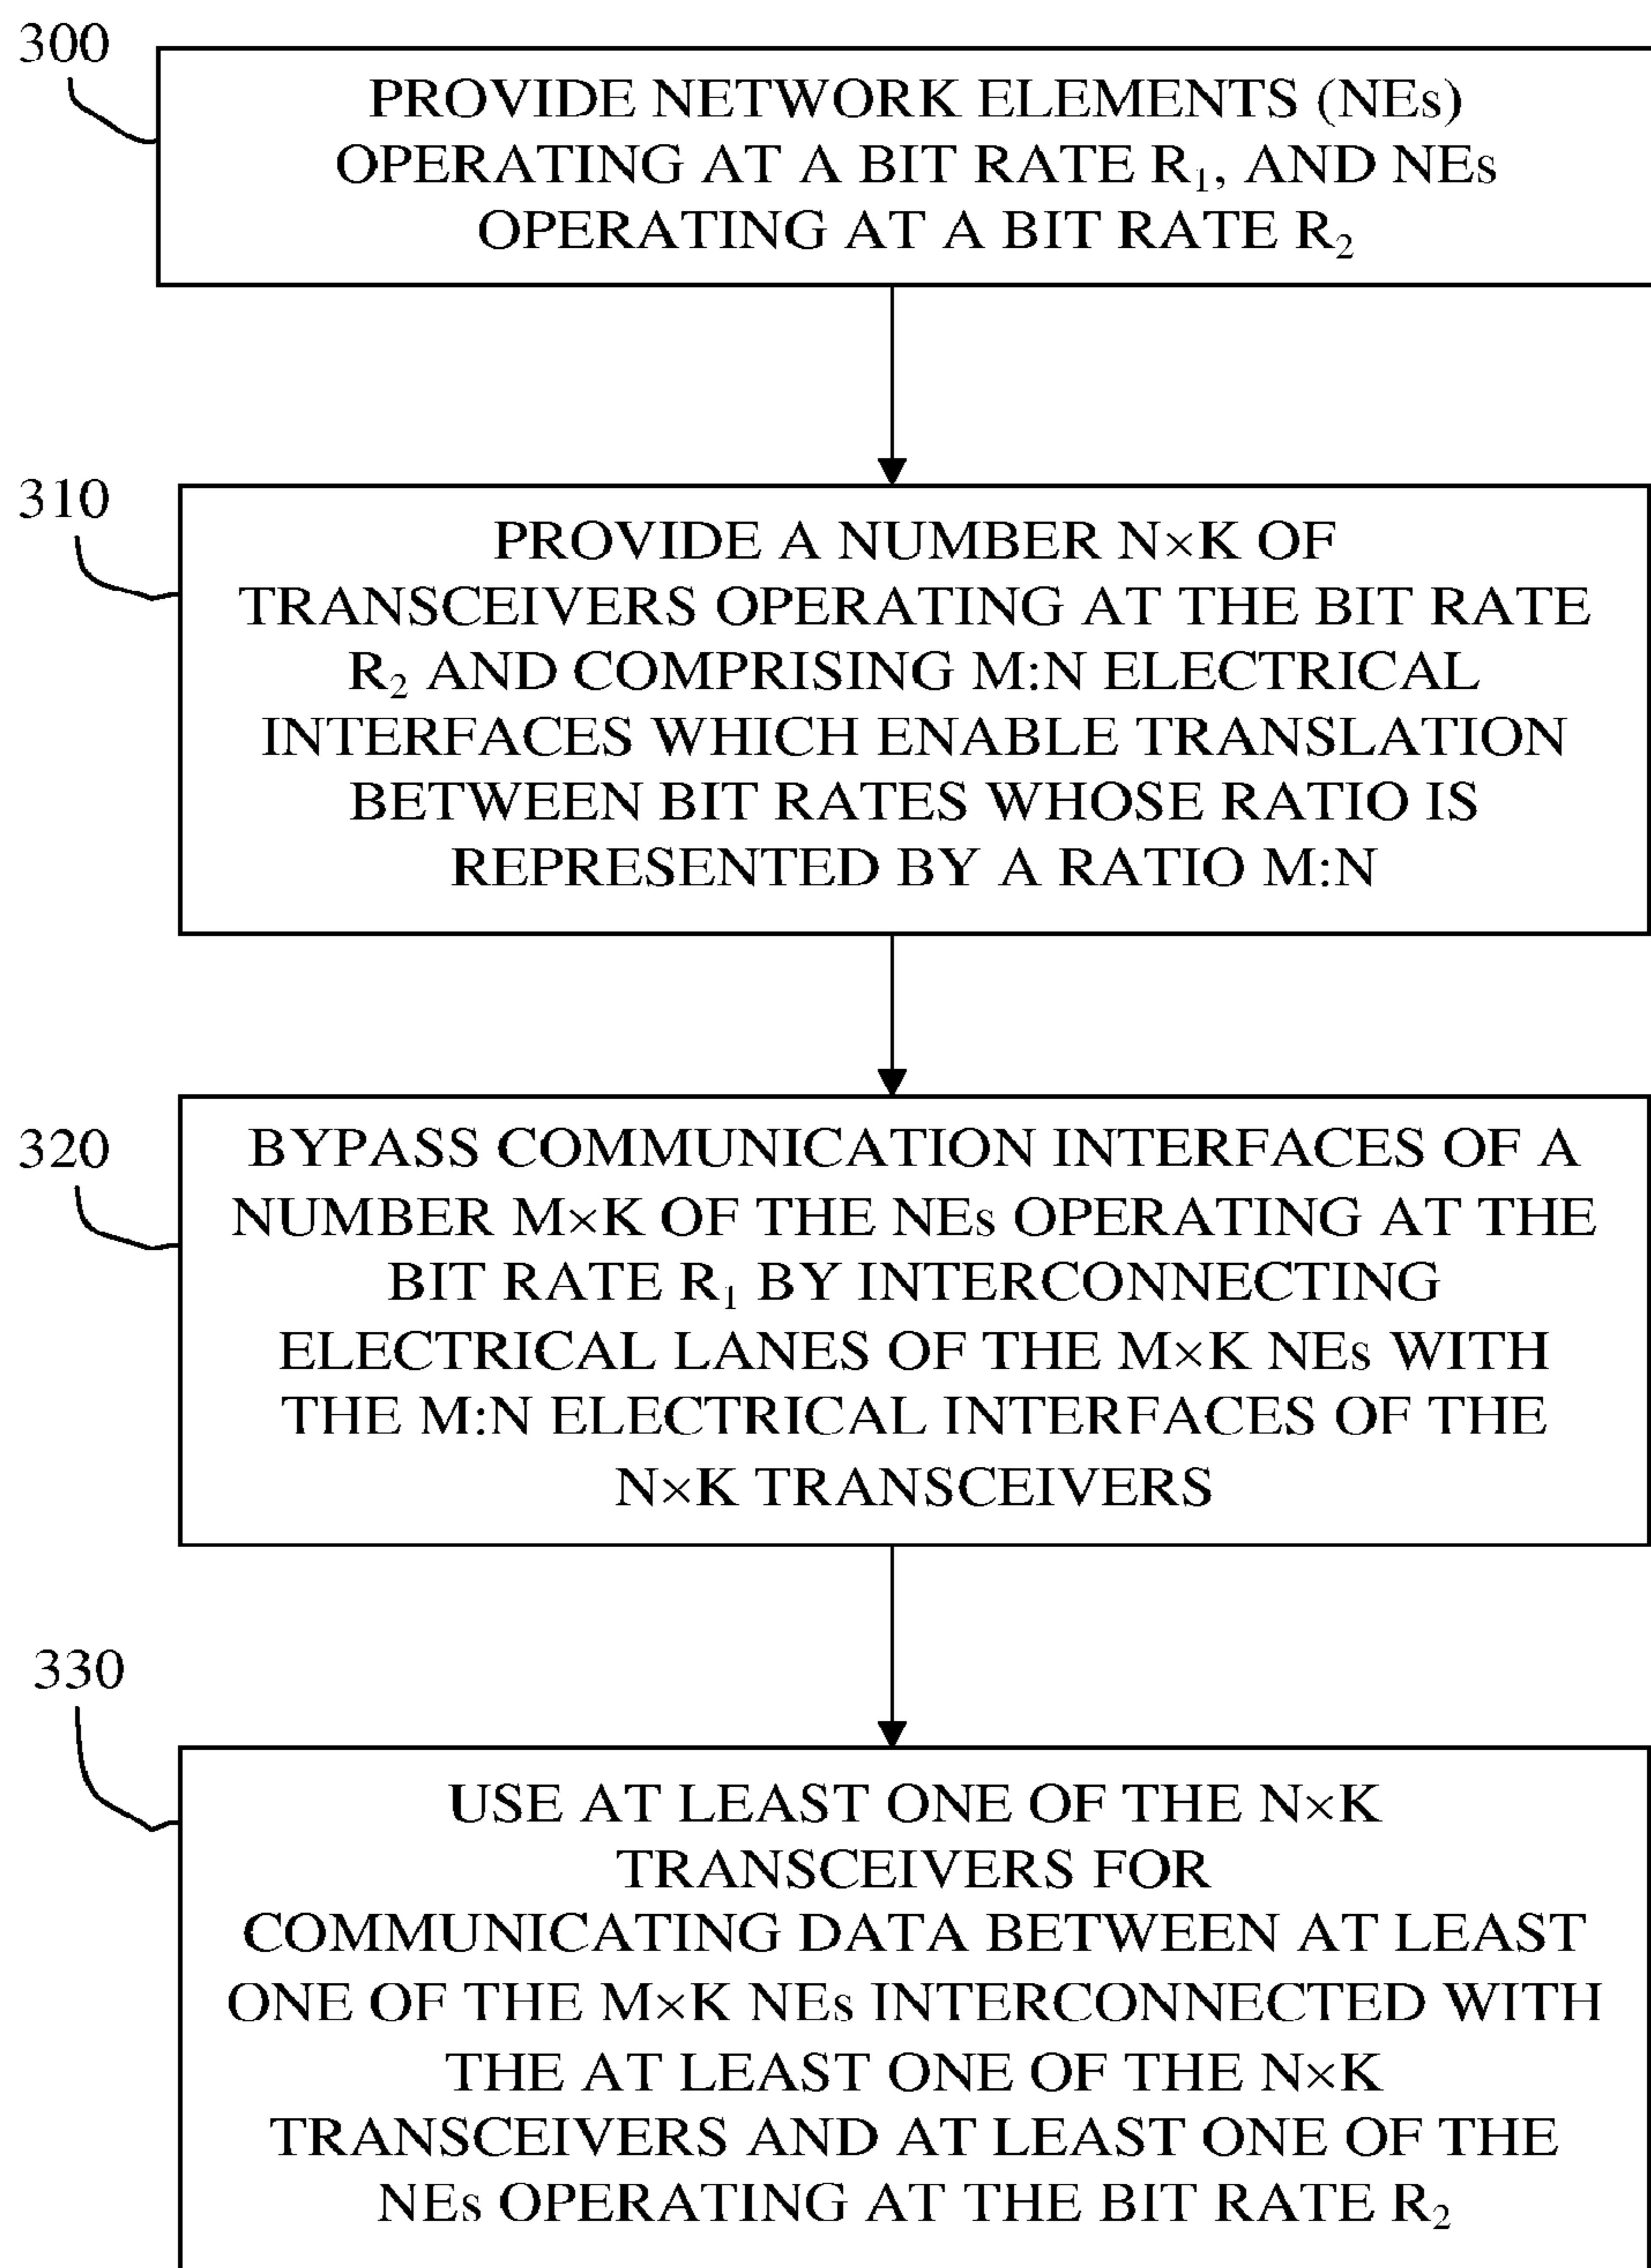 300
PROVIDE NETWORK ELEMENTS (NEs)
OPERATING AT A BIT RATE R₁, AND NEs
OPERATING AT A BIT RATE R₂
310
PROVIDE A NUMBER N×K OF
TRANSCEIVERS OPERATING AT THE BIT RATE
R₂ AND COMPRISING M:N ELECTRICAL
INTERFACES WHICH ENABLE TRANSLATION
BETWEEN BIT RATES WHOSE RATIO IS
REPRESENTED BY A RATIO M:N
320
BYPASS COMMUNICATION INTERFACES OF A
NUMBER M×K OF THE NEs OPERATING AT THE
BIT RATE R₁ BY INTERCONNECTING
ELECTRICAL LANES OF THE M×K NEs WITH
THE M:N ELECTRICAL INTERFACES OF THE
N×K TRANSCEIVERS
330
USE AT LEAST ONE OF THE N×K
TRANSCEIVERS FOR
COMMUNICATING DATA BETWEEN AT LEAST
ONE OF THE M×K NEs INTERCONNECTED WITH
THE AT LEAST ONE OF THE N×K
TRANSCEIVERS AND AT LEAST ONE OF THE
NEs OPERATING AT THE BIT RATE R₂